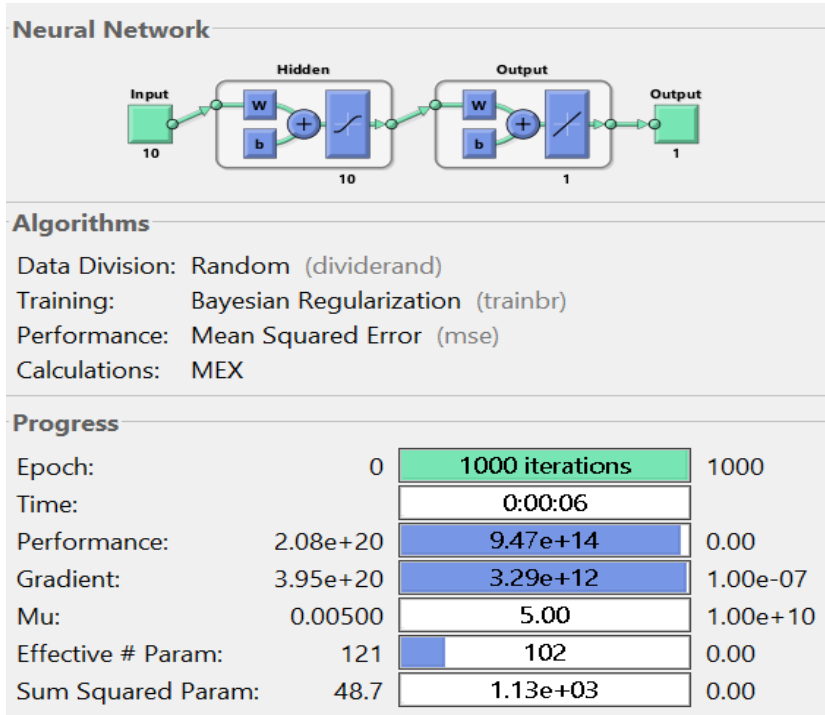 Neural Network
Hidden Output
Input Output
W W
b b
10 1
10 1
Algorithms
Data Division: Random (dividerand)
Training: Bayesian Regularization (trainbr)
Performance: Mean Squared Error (mse)
Calculations: MEX
Progress
Epoch: 0 1000 iterations 1000
Time: 0:00:06
Performance: 2.08e+20 9.47e+14 0.00
Gradient: 3.95e+20 3.29e+12 1.00e-07
Mu: 0.00500 5.00 1.00e+10
Effective # Param: 121 102 0.00
Sum Squared Param: 48.7 1.13e+03 0.00